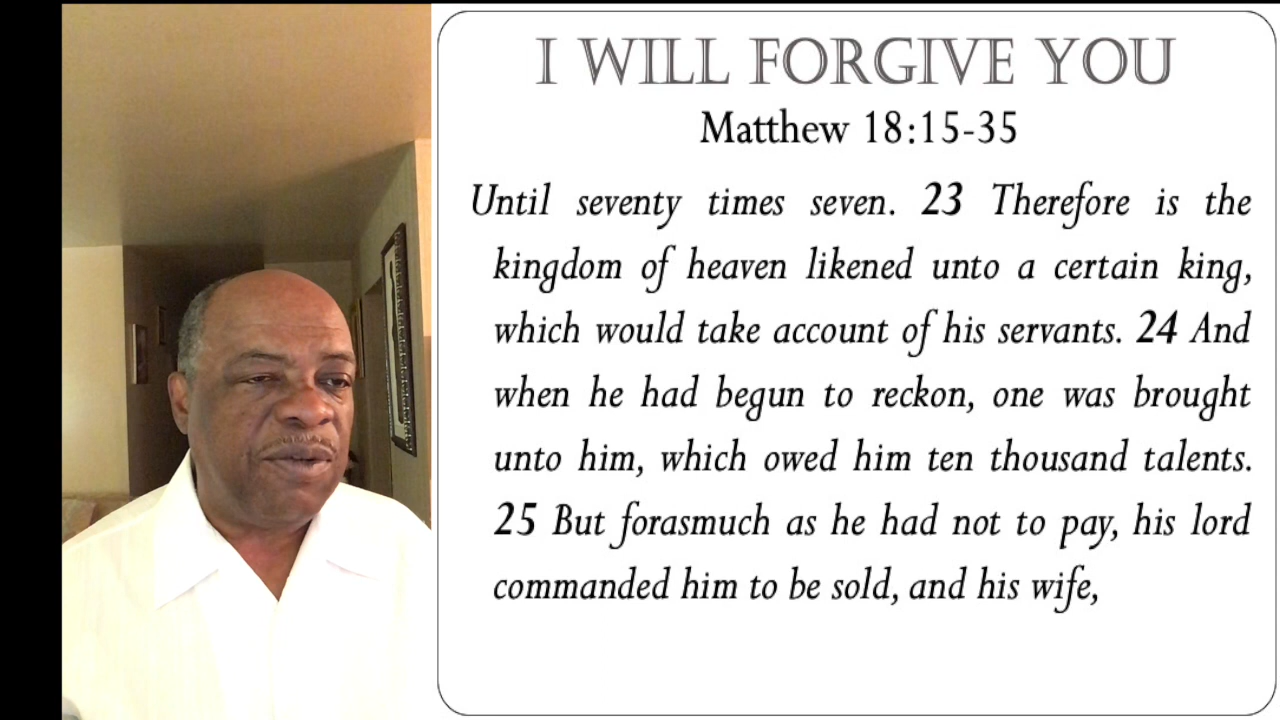 I WILL FORGIVE YOU
Matthew 18:15-35
Until seventy times seven. 23 Therefore is the
kingdom of heaven likened unto a certain king,
which would take account of his servants. 24 And
when he had begun to reckon, one was brought
unto him, which owed him ten thousand talents.
25 But forasmuch as he had not to pay, his lord
commanded him to be sold, and his wife,